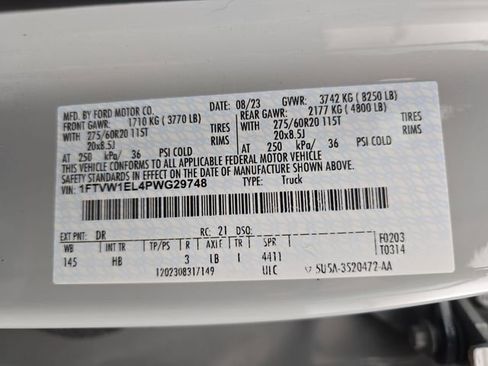 MFD. BY FORD MOTOR CO.
DATE: 08/23 GVWR: 3742 KG ( 8250 LB)
FRONT GAWR: 1710 KG ( 3770 LB) REAR GAWR: 2177 KG ( 4800 LB)
WITH TIRES WITH TIRES
275/60R20 115T RIMS 275/60R20 115T RIMS
20x8.5J 20x8.5J
AT 250 kPa/ 36 PSI COLD AT 250 kPa/ 36 PSI COLD
THIS VEHICLE CONFORMS TO ALL APPLICABLE FEDERAL MOTOR VEHICLE
SAFETY STANDARDS IN EFFECT ON THE DATE OF MANUFACTURE SHOWN ABOVE.
VIN: 1FTVW1EL4PWG29748 TYPE: Truck
EXT PNT: DR RC: 21 DSO: F0203
WB INT TR TP/PS R AXLE TR SPR T0314
145 HB 3 LB I 4411
1202308317149 UIC 5U5A-3520472-AA